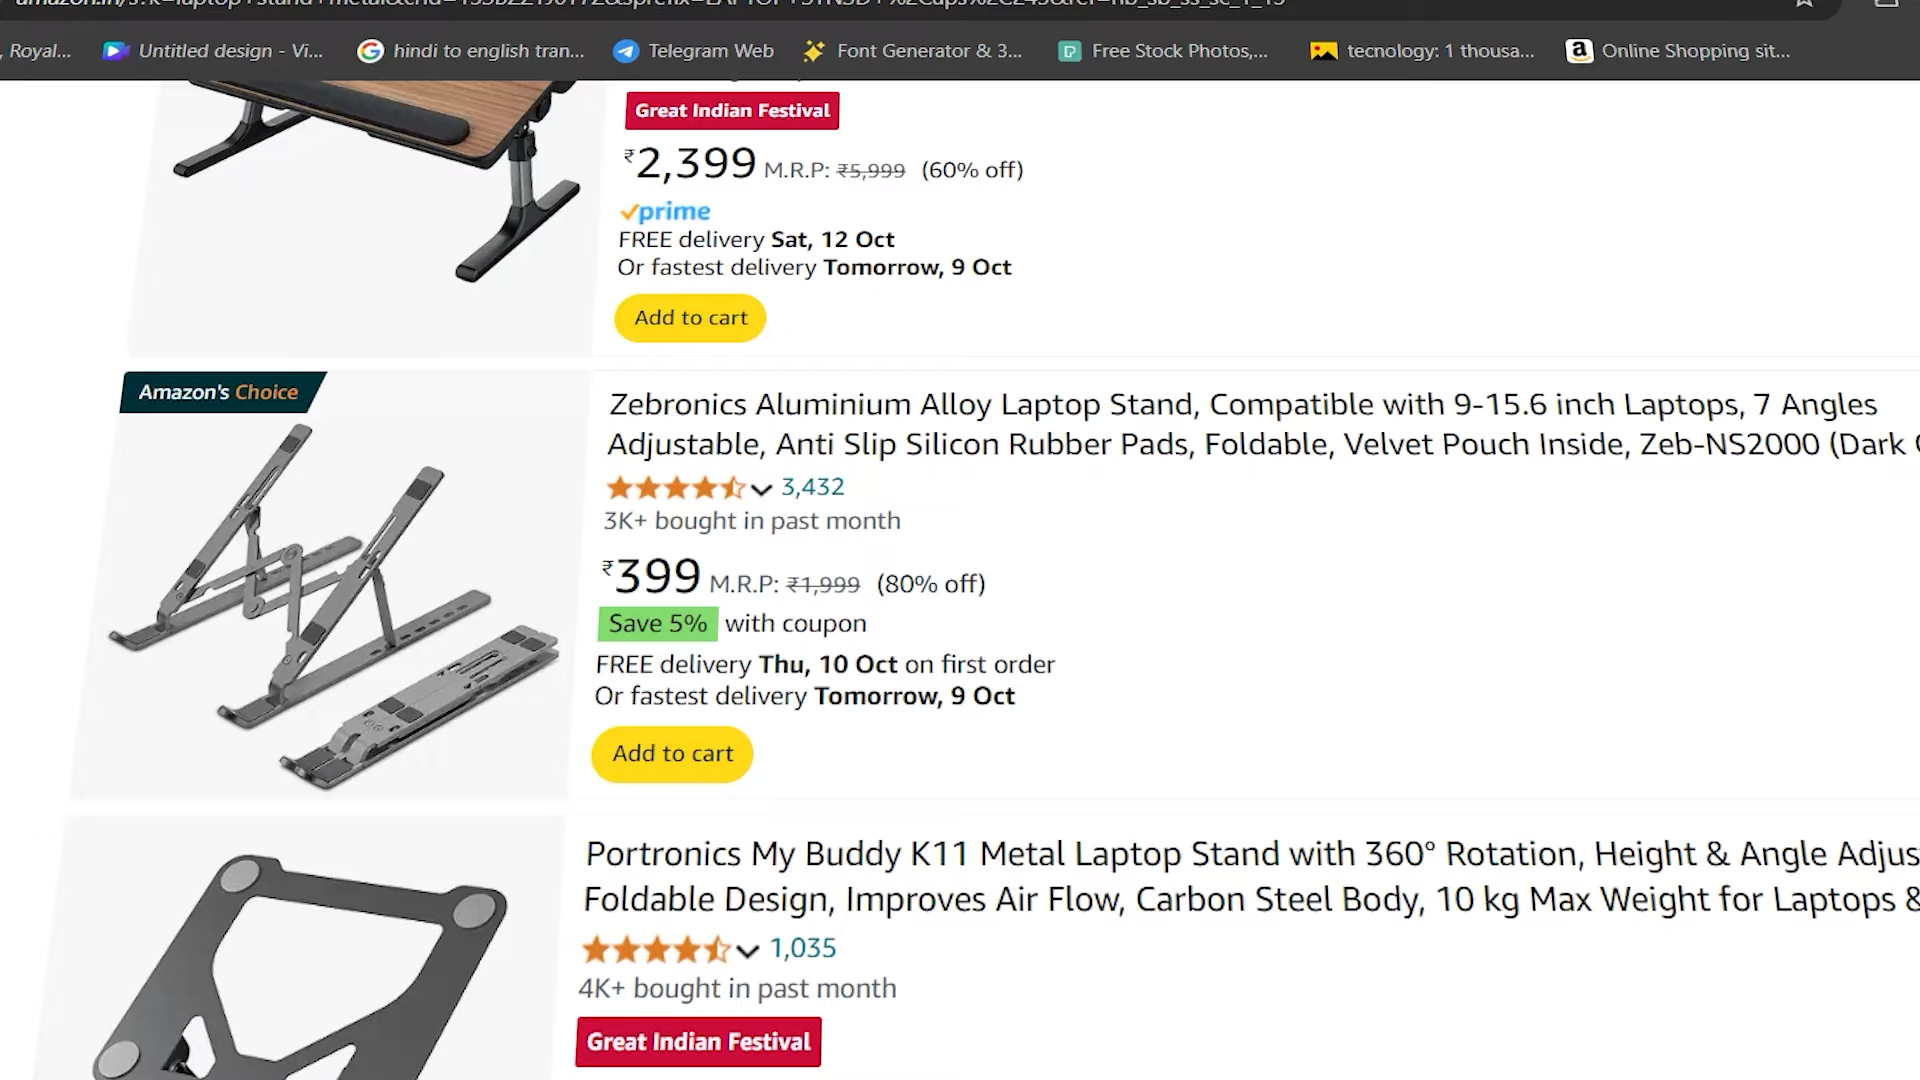 , Royal...
Untitled design - Vi...
hindi to english tran...
Telegram Web
Font Generator & 3...
Free Stock Photos,...
tecnology: 1 thousa...
Online Shopping sit...
Great Indian Festival
₹2,399 M.R.P: ₹5,999 (60% off)
prime
FREE delivery Sat, 12 Oct
Or fastest delivery Tomorrow, 9 Oct
Add to cart
Amazon's Choice
Zebronics Aluminium Alloy Laptop Stand, Compatible with 9-15.6 inch Laptops, 7 Angles
Adjustable, Anti Slip Silicon Rubber Pads, Foldable, Velvet Pouch Inside, Zeb-NS2000 (Dark
3,432
3K+ bought in past month
₹399 M.R.P: ₹1,999 (80% off)
Save 5% with coupon
FREE delivery Thu, 10 Oct on first order
Or fastest delivery Tomorrow, 9 Oct
Add to cart
Portronics My Buddy K11 Metal Laptop Stand with 360° Rotation, Height & Angle Adjus
Foldable Design, Improves Air Flow, Carbon Steel Body, 10 kg Max Weight for Laptops &
1,035
4K+ bought in past month
Great Indian Festival